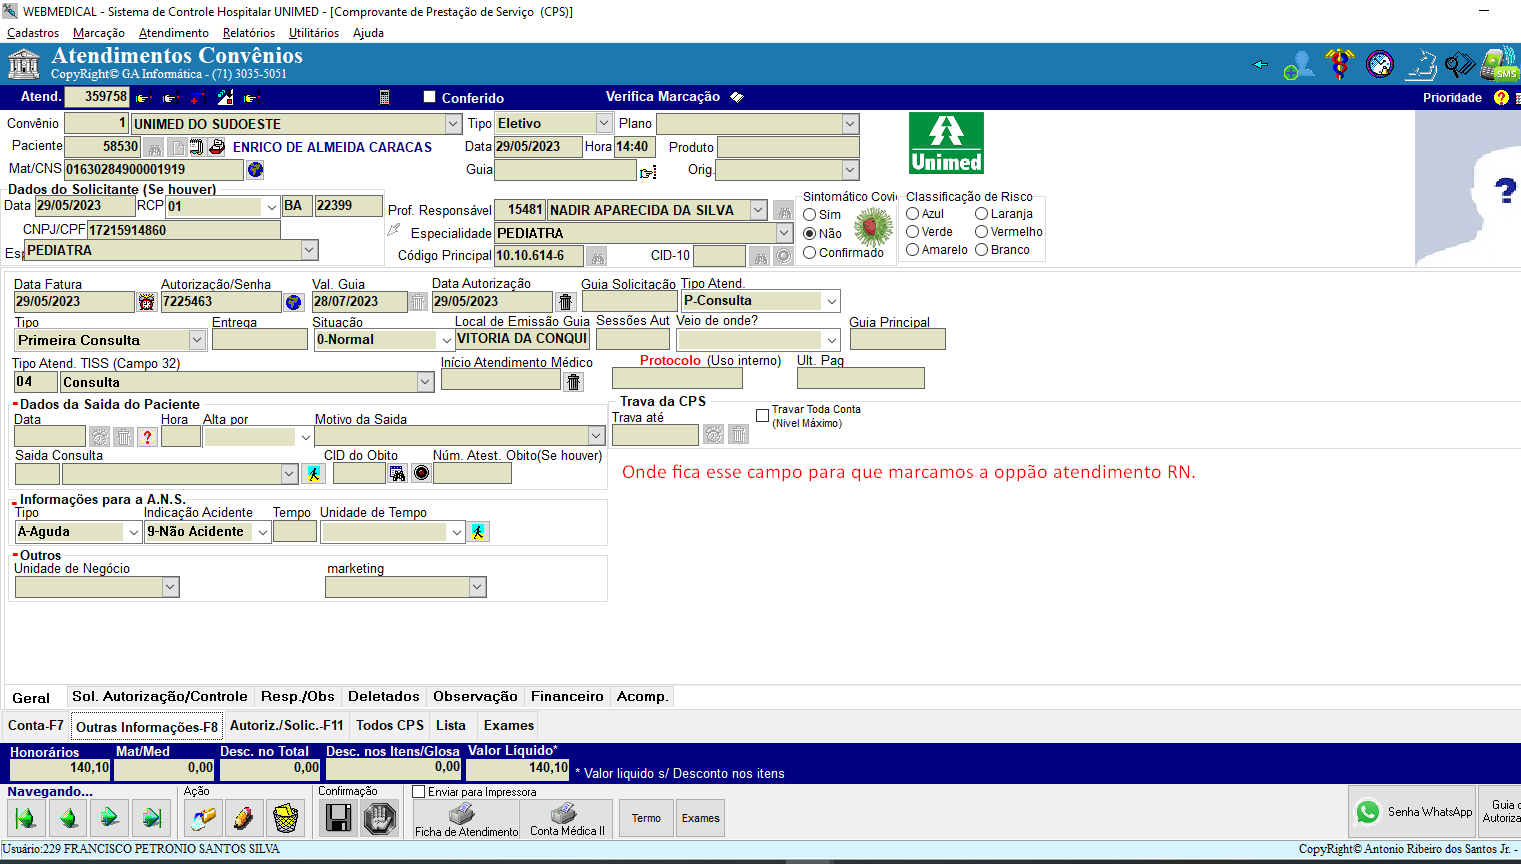 WEBMEDICAL - Sistema de Controle Hospitalar UNIMED - [Comprovante de Prestação de Serviço (CPS)]
Cadastros Marcação Atendimento Relatórios Utilitários Ajuda
Atendimentos Convênios
CopyRight© GA Informática - (71) 3035-5051
SMS
Atend. 359758 Conferido Verifica Marcação Prioridade
Convênio 1 UNIMED DO SUDOESTE Tipo Eletivo Plano
Paciente 58530 ENRICO DE ALMEIDA CARACAS Data 29/05/2023 Hora 14:40 Produto
Mat/CNS 01630284900001919 Guia Orig.
Unimed
Dados do Solicitante (Se houver)
Data 29/05/2023 RCP 01 BA 22399
CNPJ/CPF 17215914860
Esp PEDIATRA
Prof. Responsável 15481 NADIR APARECIDA DA SILVA
Especialidade PEDIATRA
Código Principal 10.10.614-6 CID-10
Sintomático Covi
Sim
Não
Confirmado
Classificação de Risco
Azul Laranja
Verde Vermelho
Amarelo Branco
Data Fatura Autorização/Senha Val. Guia Data Autorização Guia Solicitação Tipo Atend.
29/05/2023 7225463 28/07/2023 29/05/2023 P-Consulta
Tipo Entrega Situação Local de Emissão Guia Sessões Aut Veio de onde? Guia Principal
Primeira Consulta 0-Normal VITORIA DA CONQUI
Tipo Atend. TISS (Campo 32) Início Atendimento Médico Protocolo (Uso interno) Ult. Pag
04 Consulta
Dados da Saida do Paciente
Data Hora Alta por Motivo da Saida
Saida Consulta CID do Obito Núm. Atest. Obito(Se houver)
Trava da CPS
Trava até Travar Toda Conta
(Nivel Máximo)
Onde fica esse campo para que marcamos a oppão atendimento RN.
Informações para a A.N.S.
Tipo Indicação Acidente Tempo Unidade de Tempo
A-Aguda 9-Não Acidente
Outros
Unidade de Negócio marketing
Geral Sol. Autorização/Controle Resp./Obs Deletados Observação Financeiro Acomp.
Conta-F7 Outras Informações-F8 Autoriz./Solic.-F11 Todos CPS Lista Exames
Honorários Mat/Med Desc. no Total Desc. nos Itens/Glosa Valor Líquido*
140,10 0,00 0,00 0,00 140,10 * Valor liquido s/ Desconto nos itens
Navegando... Ação Confirmação Enviar para Impressora
Ficha de Atendimento Conta Médica II Termo Exames Senha WhatsApp Guia
Autoriza
Usuário:229 FRANCISCO PETRONIO SANTOS SILVA CopyRight© Antonio Ribeiro dos Santos Jr. -